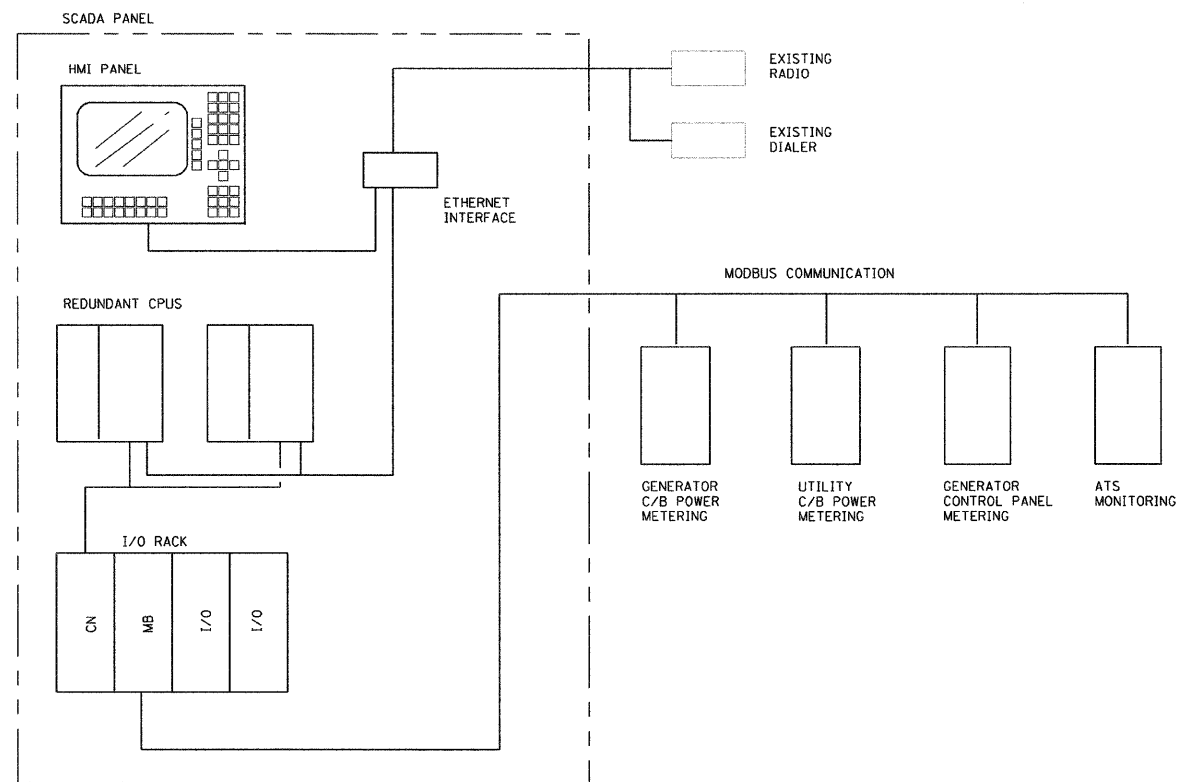 SCADA PANEL
HMI PANEL
EXISTING
RADIO
EXISTING
DIALER
ETHERNET
INTERFACE
MODBUS COMMUNICATION
REDUNDANT CPUS
GENERATOR
C/B POWER
METERING
UTILITY
C/B POWER
METERING
GENERATOR
CONTROL PANEL
METERING
ATS
MONITORING
I/O RACK
CN
MB
I/O
I/O